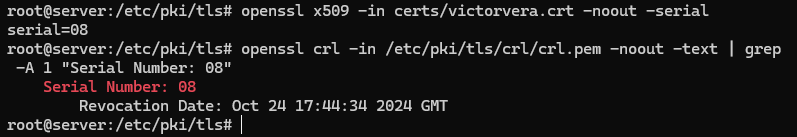 root@server:/etc/pki/tls# openssl x509 -in certs/victorvera.crt -noout -serial
serial=08
root@server:/etc/pki/tls# openssl crl -in /etc/pki/tls/crl/crl.pem -noout -text | grep
 -A 1 "Serial Number: 08"
    Serial Number: 08
        Revocation Date: Oct 24 17:44:34 2024 GMT
root@server:/etc/pki/tls#